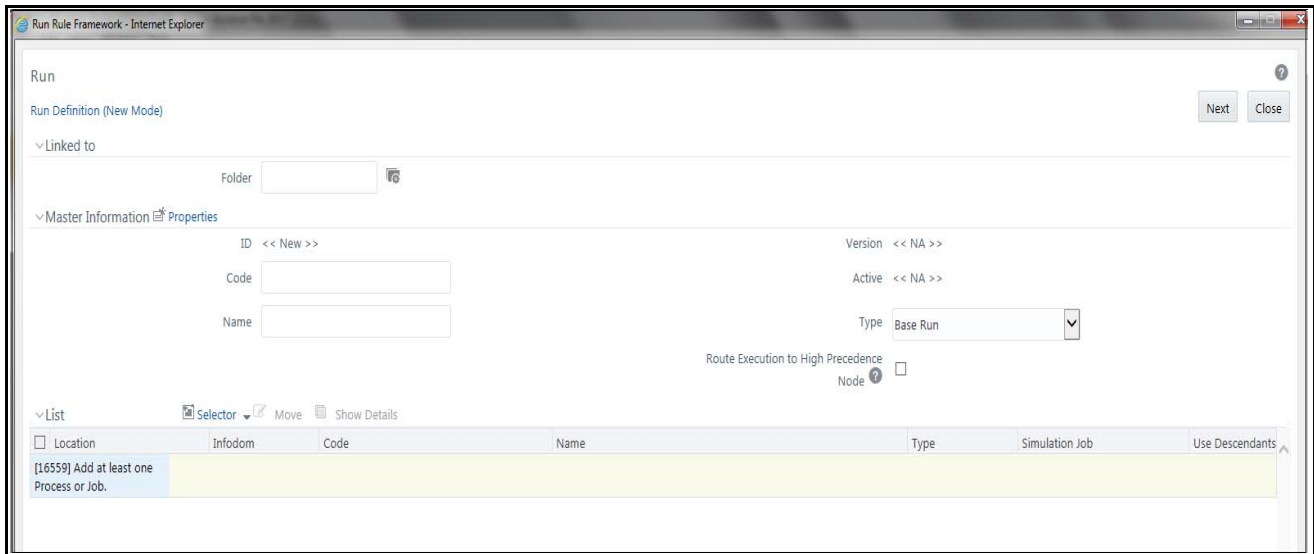 Run Rule Framework - Internet Explorer
X
Run
?
Run Definition (New Mode)
Next
Close
Linked to
Folder
Master Information Properties
ID << New >>
Version << NA >>
Code
Active << NA >>
Name
Type Base Run
Route Execution to High Precedence
Node ?
List Selector Move Show Details
Location Infodom Code Name Type Simulation Job Use Descendants
[16559] Add at least one
Process or Job.